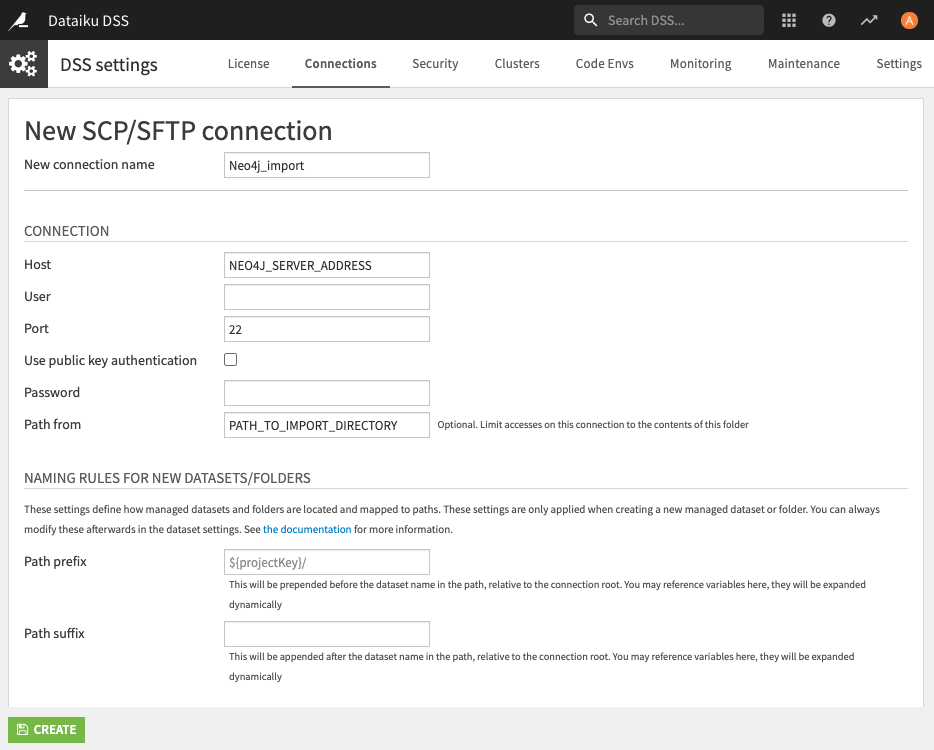 Dataiku DSS
Search DSS...
A
DSS settings
License
Connections
Security
Clusters
Code Envs
Monitoring
Maintenance
Settings
New SCP/SFTP connection
New connection name
Neo4j_import
CONNECTION
Host
NEO4J_SERVER_ADDRESS
User
Port
22
Use public key authentication
Password
Path from
PATH_TO_IMPORT_DIRECTORY
Optional. Limit accesses on this connection to the contents of this folder
NAMING RULES FOR NEW DATASETS/FOLDERS
These settings define how managed datasets and folders are located and mapped to paths. These settings are only applied when creating a new managed dataset or folder. You can always
modify these afterwards in the dataset settings. See the documentation for more information.
Path prefix
${projectKey}/
This will be prepended before the dataset name in the path, relative to the connection root. You may reference variables here, they will be expanded
dynamically
Path suffix
This will be appended after the dataset name in the path, relative to the connection root. You may reference variables here, they will be expanded
dynamically
CREATE